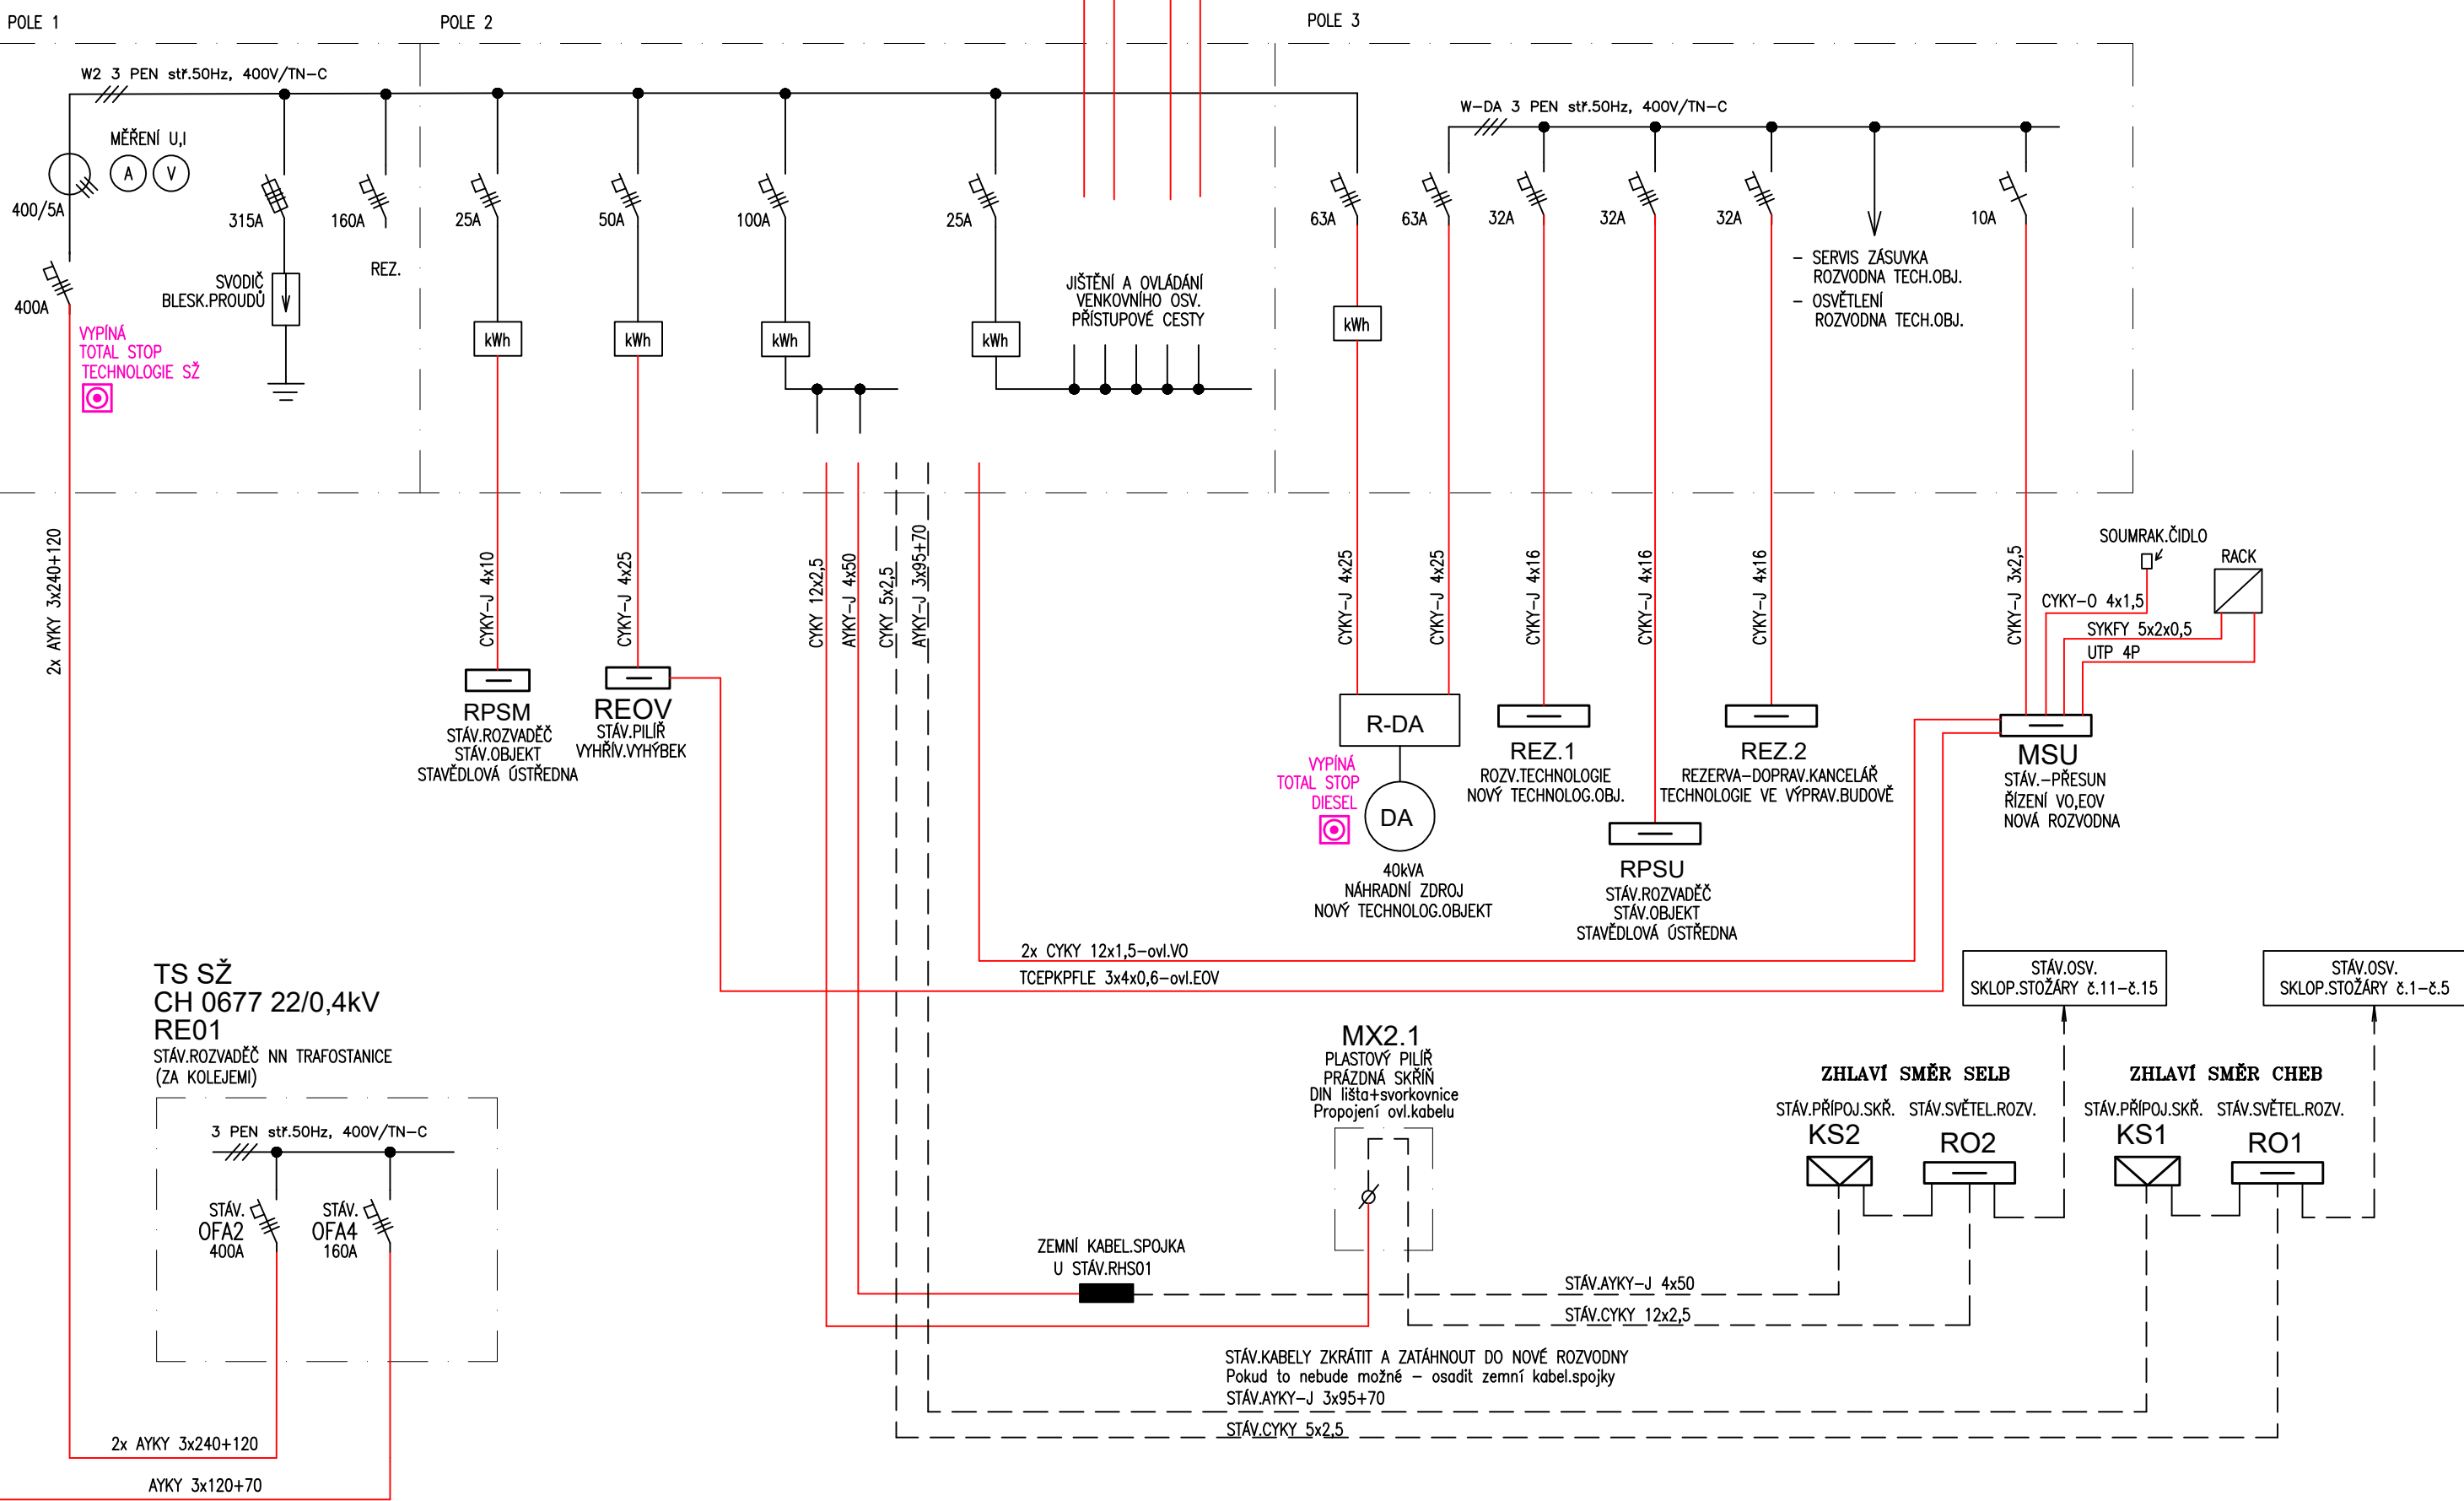 POLE 1
POLE 2
POLE 3
W2 3 PEN stř.50Hz, 400V/TN-C
W-DA 3 PEN stř.50Hz, 400V/TN-C
MĚŘENÍ U,I
A
V
400/5A
315A
160A
25A
50A
100A
25A
63A
63A
32A
32A
32A
10A
REZ.
SVODIČ
BLESK.PROUDŮ
400A
VYPÍNÁ
TOTAL STOP
TECHNOLOGIE SŽ
kWh
kWh
kWh
kWh
kWh
JIŠTĚNÍ A OVLÁDÁNÍ
VENKOVNÍHO OSV.
PŘÍSTUPOVÉ CESTY
- SERVIS ZÁSUVKA
ROZVODNA TECH.OBJ.
- OSVĚTLENÍ
ROZVODNA TECH.OBJ.
2x AYKY 3x240+120
CYKY-J 4x10
CYKY-J 4x25
CYKY 12x2,5
AYKY-J 4x50
CYKY 5x2,5
AYKY-J 3x95+70
CYKY-J 4x25
CYKY-J 4x25
CYKY-J 4x16
CYKY-J 4x16
CYKY-J 4x16
CYKY-J 3x2,5
SOUMRAK.ČIDLO
RACK
CYKY-O 4x1,5
SYKFY 5x2x0,5
UTP 4P
RPSM
STÁV.ROZVADĚČ
STÁV.OBJEKT
STAVĚDLOVÁ ÚSTŘEDNA
REOV
STÁV.PILÍŘ
VYHŘÍV.VYHÝBEK
R-DA
VYPÍNÁ
TOTAL STOP
DIESEL
DA
40kVA
NÁHRADNÍ ZDROJ
NOVÝ TECHNOLOG.OBJEKT
REZ.1
ROZV.TECHNOLOGIE
NOVÝ TECHNOLOG.OBJ.
RPSU
STÁV.ROZVADĚČ
STÁV.OBJEKT
STAVĚDLOVÁ ÚSTŘEDNA
REZ.2
REZERVA-DOPRAV.KANCELÁŘ
TECHNOLOGIE VE VÝPRAV.BUDOVĚ
MSU
STÁV.-PŘESUN
ŘÍZENÍ VO,EOV
NOVÁ ROZVODNA
2x CYKY 12x1,5-ovl.VO
TCEPKPFLE 3x4x0,6-ovl.EOV
STÁV.OSV.
SKLOP.STOŽÁRY č.11-č.15
STÁV.OSV.
SKLOP.STOŽÁRY č.1-č.5
TS SŽ
CH 0677 22/0,4kV
RE01
STÁV.ROZVADĚČ NN TRAFOSTANICE
(ZA KOLEJEMI)
3 PEN stř.50Hz, 400V/TN-C
STÁV.
OFA2
400A
STÁV.
OFA4
160A
2x AYKY 3x240+120
AYKY 3x120+70
MX2.1
PLASTOVÝ PILÍŘ
PRÁZDNÁ SKŘÍŇ
DIN lišta+svorkovnice
Propojení ovl.kabelu
ZEMNÍ KABEL.SPOJKA
U STÁV.RHS01
ZHLAVÍ SMĚR SELB
STÁV.PŘÍPOJ.SKŘ.
KS2
STÁV.SVĚTEL.ROZV.
RO2
ZHLAVÍ SMĚR CHEB
STÁV.PŘÍPOJ.SKŘ.
KS1
STÁV.SVĚTEL.ROZV.
RO1
STÁV.AYKY-J 4x50
STÁV.CYKY 12x2,5
STÁV.KABELY ZKRÁTIT A ZATÁHNOUT DO NOVÉ ROZVODNY
Pokud to nebude možné - osadit zemní kabel.spojky
STÁV.AYKY-J 3x95+70
STÁV.CYKY 5x2,5